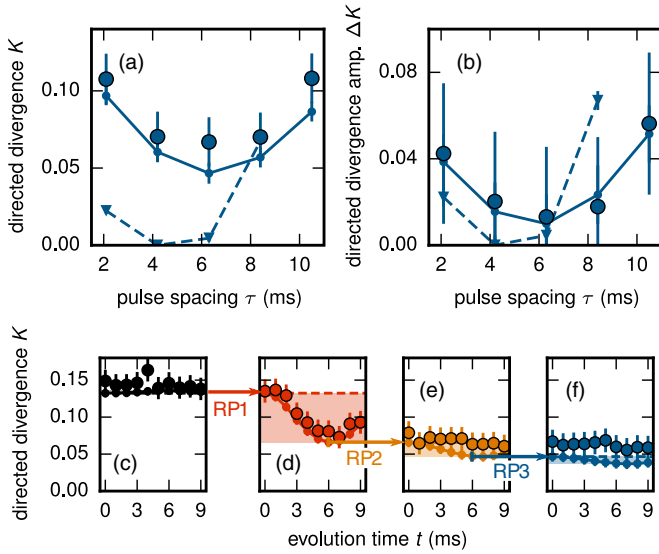 directed divergence K
0.10
0.05
0.00
(a)
2 4 6 8 10
pulse spacing τ (ms)
directed divergence amp. ΔK
0.08
0.04
0.00
(b)
2 4 6 8 10
pulse spacing τ (ms)
directed divergence K
0.15
0.10
0.05
0.00
(c)
RP1
(d)
RP2
(e)
RP3
(f)
0 3 6 9
0 3 6 9
0 3 6 9
0 3 6 9
evolution time t (ms)